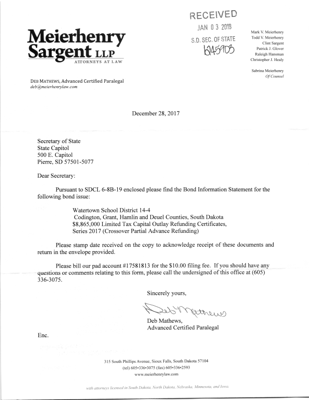 Meierhenry
Sargent LLP
ATTORNEYS AT LAW
RECEIVED
JAN 03 2018
S.D. SEC. OF STATE
Mark V. Meierhenry
Todd V. Meierhenry
Clint Sargent
Patrick J. Glover
Raleigh Hansman
Christopher J. Healy
Sabrina Meierhenry
Of Counsel
DEB MATHEWS, Advanced Certified Paralegal
deb@meierhenrylaw.com
December 28, 2017
Secretary of State
State Capitol
500 E. Capitol
Pierre, SD 57501-5077
Dear Secretary:
Pursuant to SDCL 6-8B-19 enclosed please find the Bond Information Statement for the
following bond issue:
Watertown School District 14-4
Codington, Grant, Hamlin and Deuel Counties, South Dakota
$8,865,000 Limited Tax Capital Outlay Refunding Certificates,
Series 2017 (Crossover Partial Advance Refunding)
Please stamp date received on the copy to acknowledge receipt of these documents and
return in the envelope provided.
Please bill our paid account #17581813 for the $10.00 filing fee. If you should have any
questions or comments relating to this form, please call the undersigned of this office at (605)
336-3075.
Sincerely yours,
Deb Mathews
Deb Mathews,
Advanced Certified Paralegal
Enc.
315 South Phillips Avenue, Sioux Falls, South Dakota 57104
(tel) 605•336•3075 (fax) 605•336•2593
www.meierhenrylaw.com
with attorneys licensed in South Dakota, North Dakota, Nebraska, Minnesota and Iowa